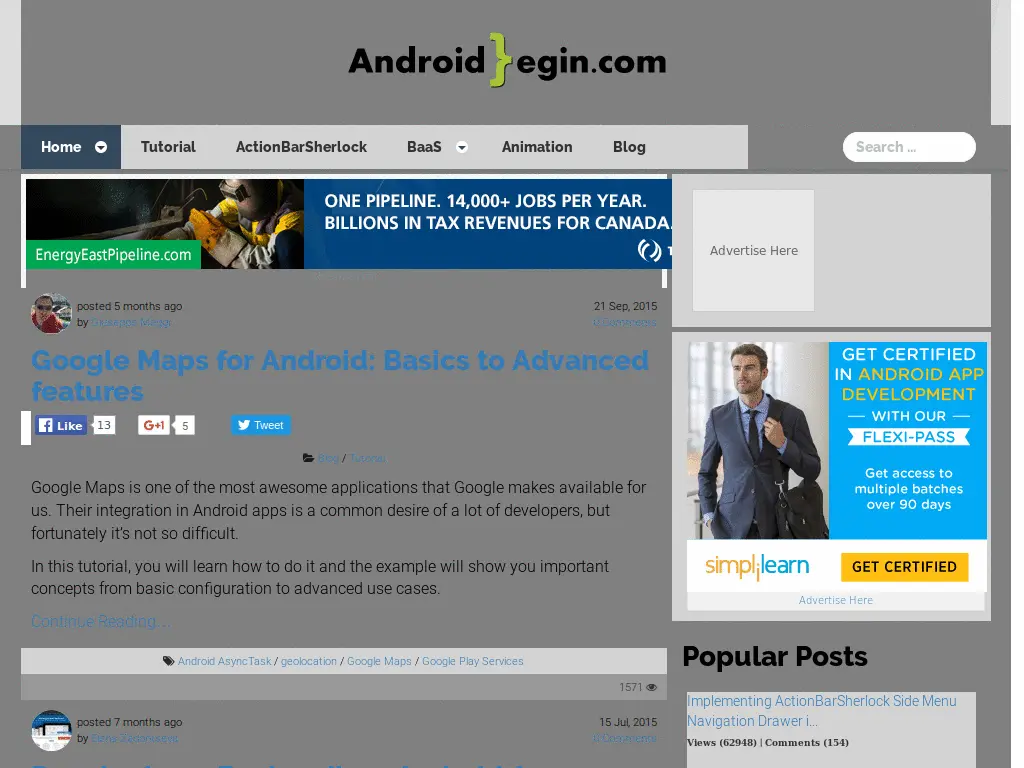 Android}egin.com
Home
Tutorial
ActionBarSherlock
BaaS
Animation
Blog
Search ...
EnergyEastPipeline.com
ONE PIPELINE. 14,000+ JOBS PER YEAR.
BILLIONS IN TAX REVENUES FOR CANADA.
Advertise Here
posted 5 months ago
21 Sep, 2015
by
0 Comments
Google Maps for Android: Basics to Advanced
features
Like 13
G+1 5
Tweet
Blog / Tutorial
Google Maps is one of the most awesome applications that Google makes available for
us. Their integration in Android apps is a common desire of a lot of developers, but
fortunately it's not so difficult.
In this tutorial, you will learn how to do it and the example will show you important
concepts from basic configuration to advanced use cases.
Continue Reading...
Android AsyncTask / geolocation / Google Maps / Google Play Services
1571
posted 7 months ago
15 Jul, 2015
by
0 Comments
GET CERTIFIED
IN ANDROID APP
DEVELOPMENT
WITH OUR
FLEXI-PASS
Get access to
multiple batches
over 90 days
simplilearn
GET CERTIFIED
Advertise Here
Popular Posts
Implementing ActionBarSherlock Side Menu
Navigation Drawer i...
Views (62948) | Comments (154)